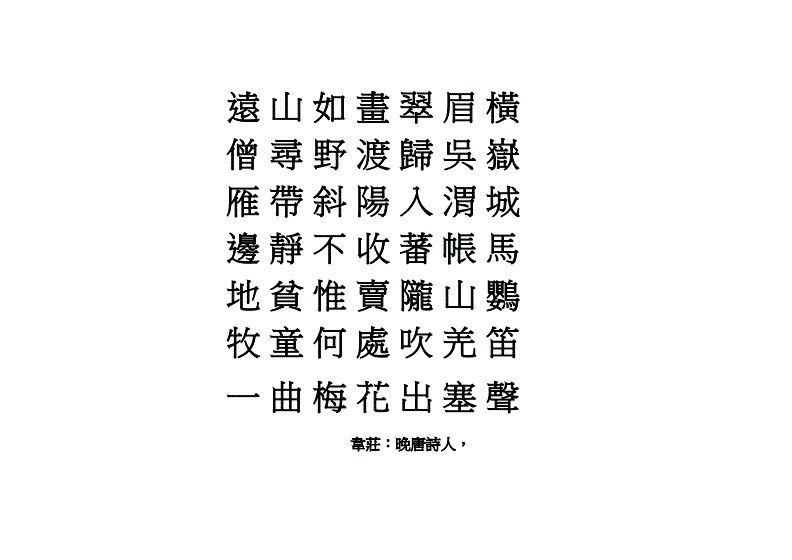 遠山如畫翠眉橫
僧尋野渡歸吳嶽
雁帶斜陽入渭城
邊靜不收蕃帳馬
地貧惟賣隴山鸚
牧童何處吹羌笛
一曲梅花出塞聲
韋莊：晚唐詩人，